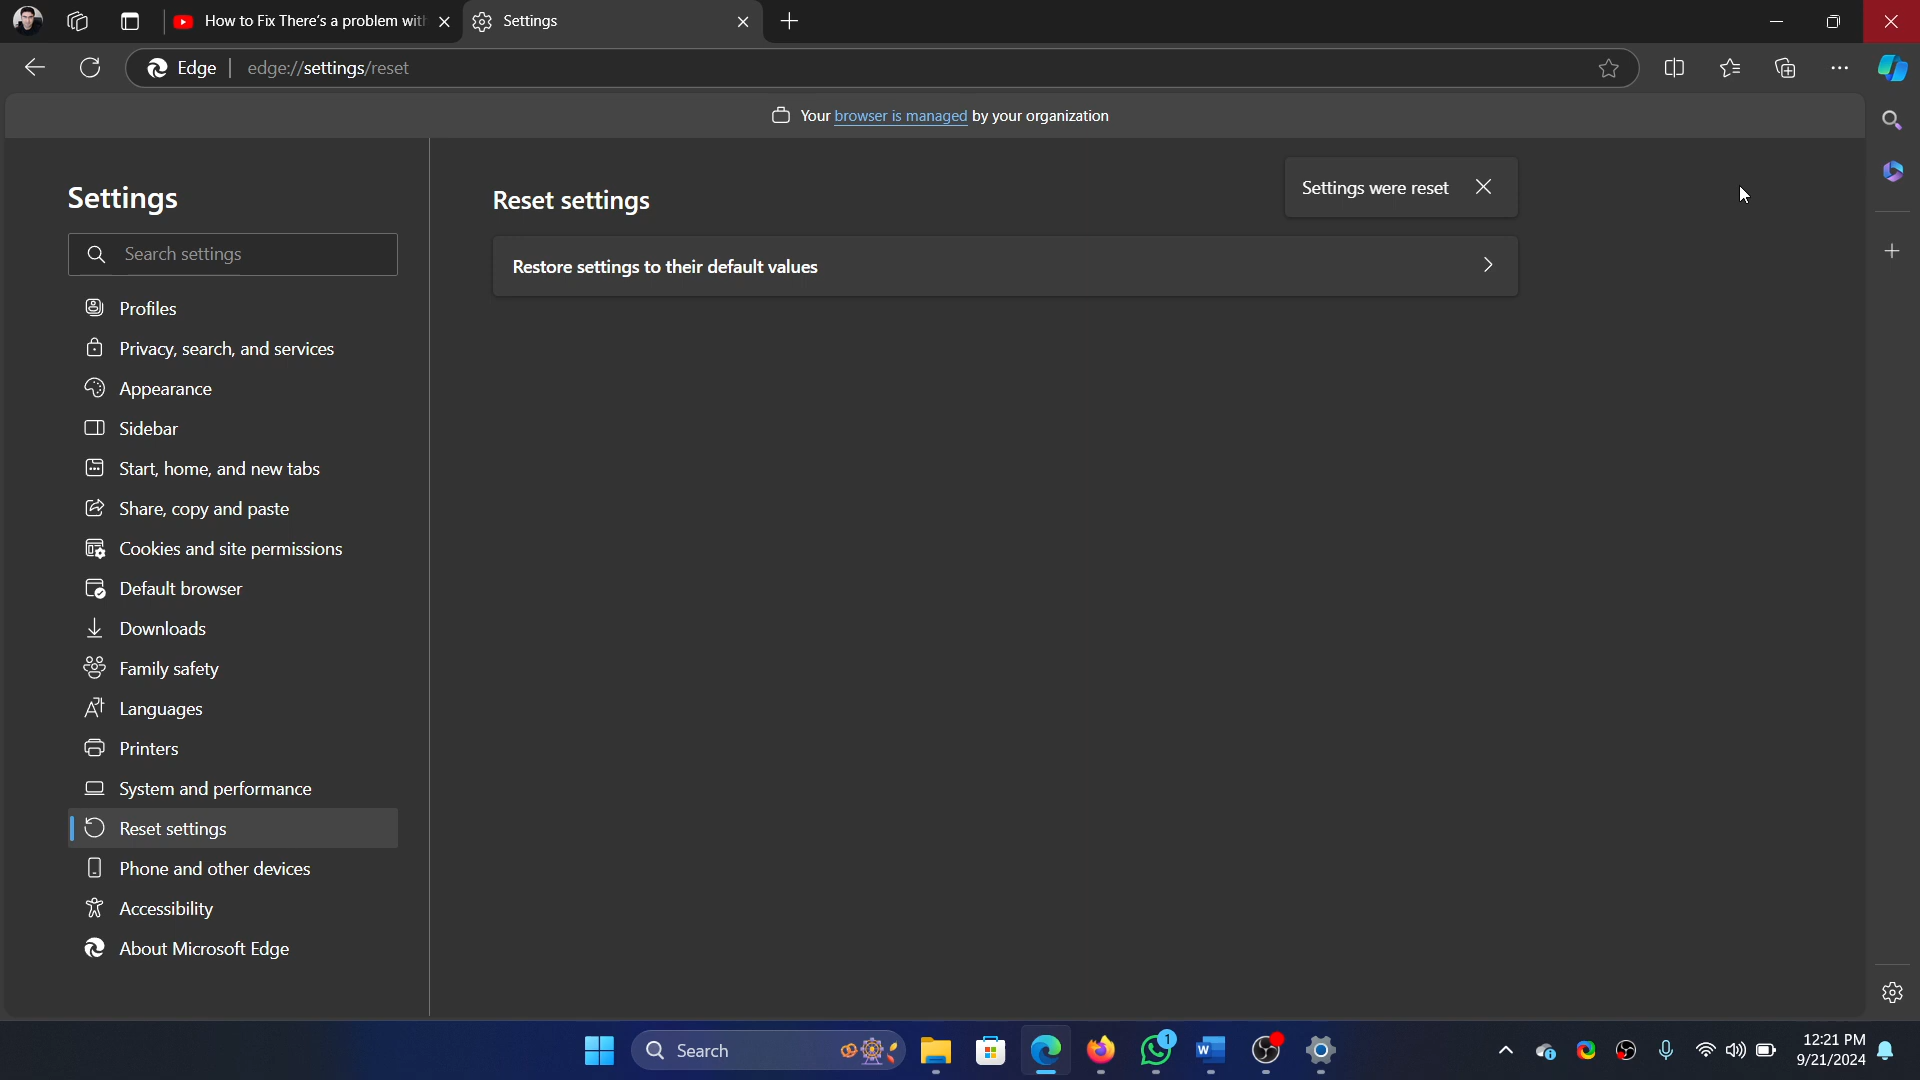 How to Fix There's a problem with
Settings
Edge
edge://settings/reset
Your browser is managed by your organization
Settings
Search settings
Profiles
Privacy, search, and services
Appearance
Sidebar
Start, home, and new tabs
Share, copy and paste
Cookies and site permissions
Default browser
Downloads
Family safety
Languages
Printers
System and performance
Reset settings
Phone and other devices
Accessibility
About Microsoft Edge
Reset settings
Settings were reset
Restore settings to their default values
Search
1
12:21 PM
9/21/2024